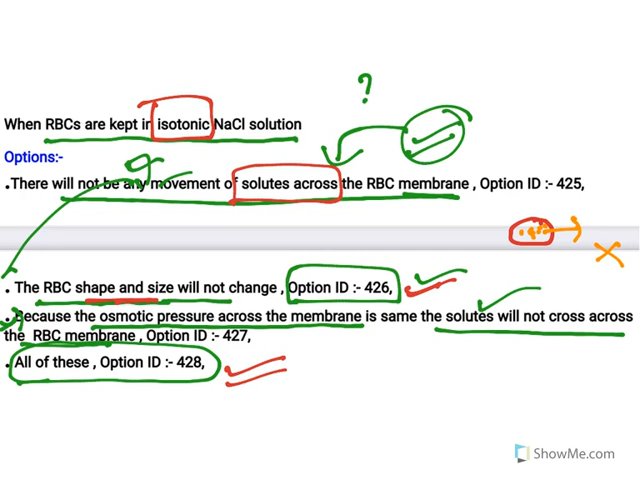 ?
When RBCs are kept in isotonic NaCl solution
Options:-
.There will not be any movement of solutes across the RBC membrane , Option ID :- 425,
. The RBC shape and size will not change , Option ID :- 426,
. Because the osmotic pressure across the membrane is same the solutes will not cross across
the RBC membrane , Option ID :- 427,
. All of these , Option ID :- 428,
ShowMe.com